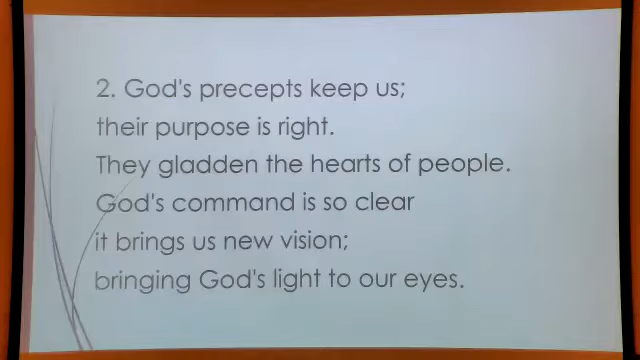 2. God's precepts keep us;
their purpose is right.
They gladden the hearts of people.
God's command is so clear
it brings us new vision;
bringing God's light to our eyes.